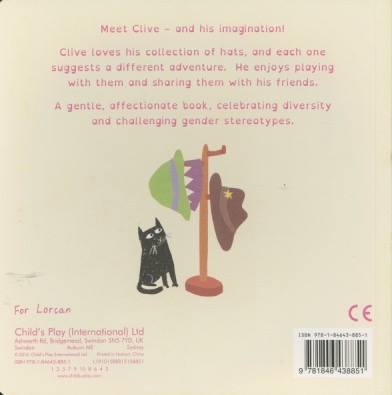 Meet Clive – and his imagination!
Clive loves his collection of hats, and each one
suggests a different adventure. He enjoys playing
with them and sharing them with his friends.
A gentle, affectionate book, celebrating diversity
and challenging gender stereotypes.
For Lorcan
Child's Play (International) Ltd
Ashworth Rd, Bridgemead, Swindon SN5 7YD, UK
Swindon Auburn ME Sydney
©2016 Child's Play (International) Ltd Printed in Heshan, China
ISBN 978-1-84643-885-1
1 3 5 7 9 10 8 6 4 2
www.childs-play.com
CE
ISBN 978-1-84643-885-1
9 781846 438851